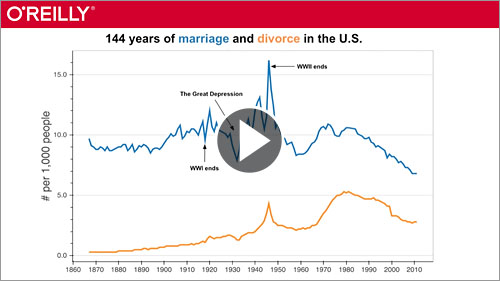 O'REILLY®
144 years of marriage and divorce in the U.S.
# per 1,000 people
15.0
10.0
5.0
0.0
WWII ends
The Great Depression
WWI ends
1860 1870 1880 1890 1900 1910 1920 1930 1940 1950 1960 1970 1980 1990 2000 2010